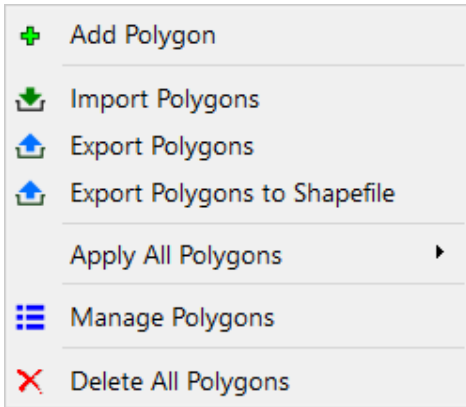 Add Polygon
Import Polygons
Export Polygons
Export Polygons to Shapefile
Apply All Polygons
Manage Polygons
Delete All Polygons